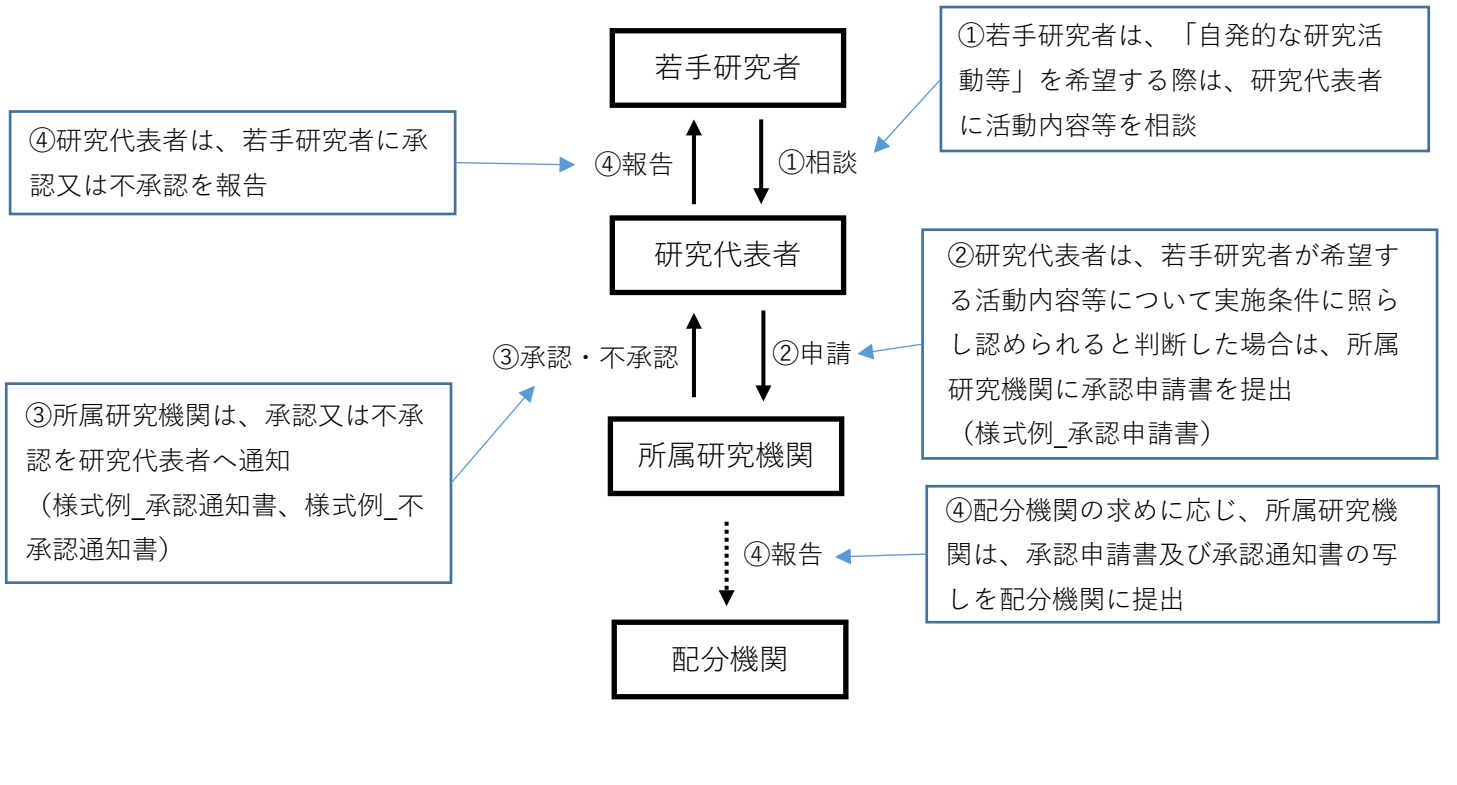 若手研究者
①若手研究者は、「自発的な研究活
動等」を希望する際は、研究代表者
に活動内容等を相談
④研究代表者は、若手研究者に承
認又は不承認を報告
④報告
①相談
研究代表者
②研究代表者は、若手研究者が希望す
る活動内容等について実施条件に照ら
し認められると判断した場合は、所属
研究機関に承認申請書を提出
（様式例_承認申請書）
③承認・不承認
②申請
③所属研究機関は、承認又は不承
認を研究代表者へ通知
（様式例_承認通知書、様式例_不
承認通知書）
所属研究機関
④配分機関の求めに応じ、所属研究機
関は、承認申請書及び承認通知書の写
しを配分機関に提出
④報告
配分機関